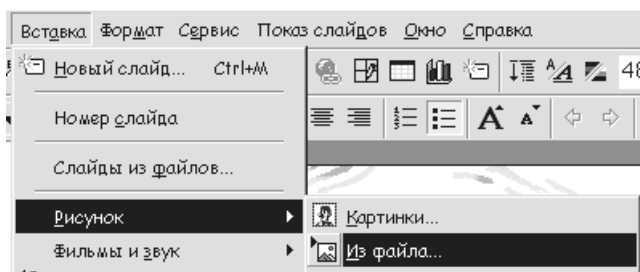 Вставка Формат Сервис Показ слайдов Окно Справка
Новый слайд... Ctrl+M
48
Номер слайда
Слайды из файлов...
Рисунок
Картинки...
Фильмы и звук
Из файла...